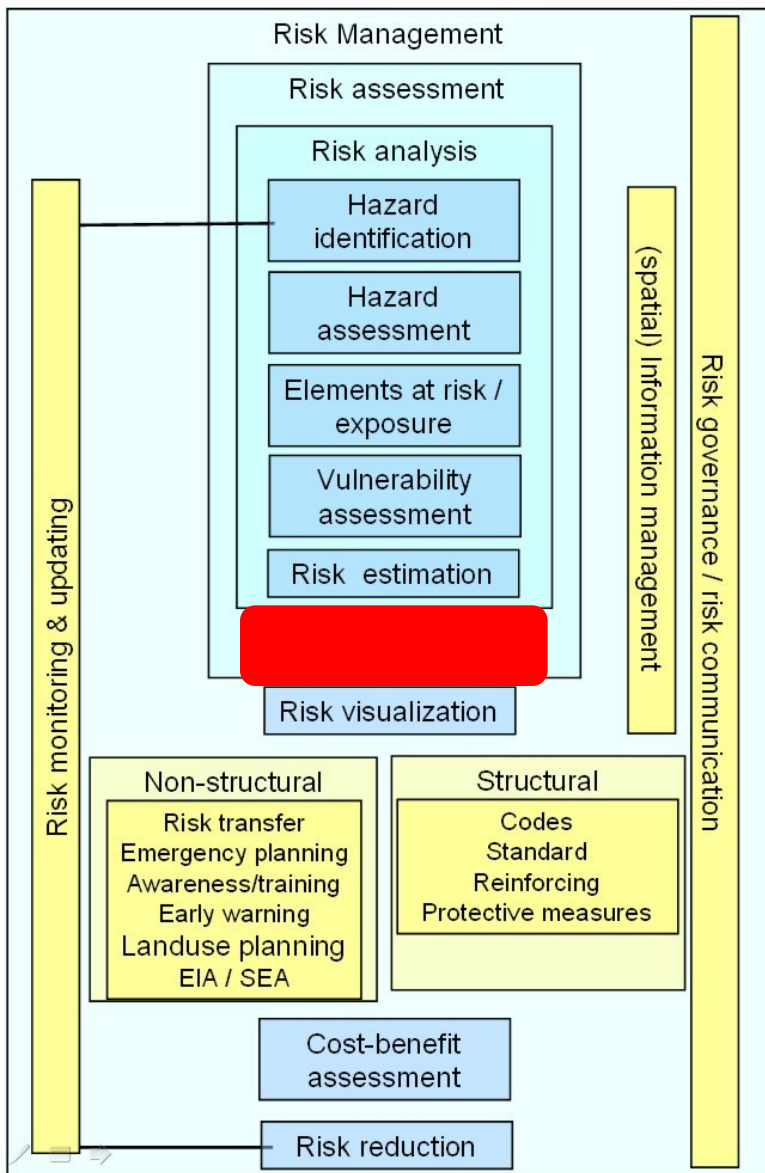 Risk Management
Risk assessment
Risk analysis
Hazard
identification
Hazard
assessment
Elements at risk /
exposure
Vulnerability
assessment
Risk estimation
Risk visualization
Non-structural
Risk transfer
Emergency planning
Awareness/training
Early warning
Landuse planning
EIA / SEA
Structural
Codes
Standard
Reinforcing
Protective measures
Cost-benefit
assessment
Risk reduction
Risk monitoring & updating
(spatial) Information management
Risk governance / risk communication